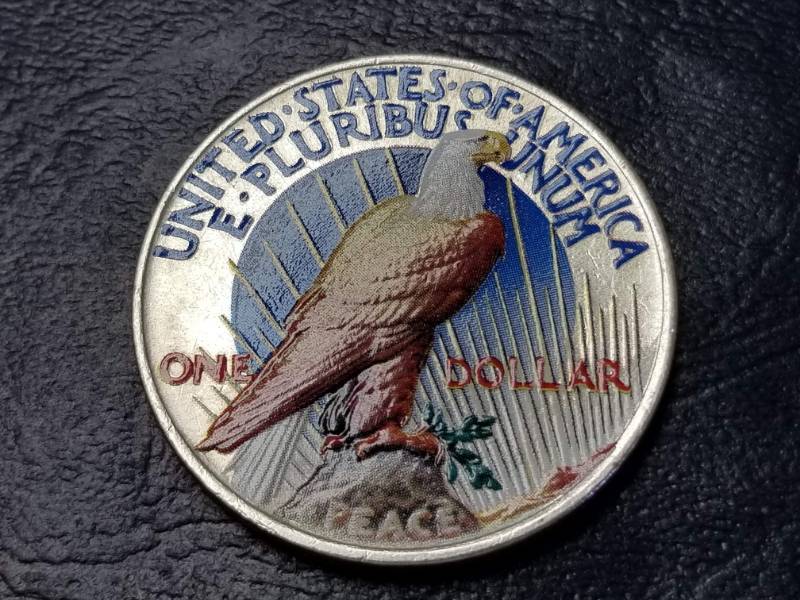 UNITED·STATES·OF·AMERICA
E·PLURIBUS UNUM
ONE DOLLAR
PEACE